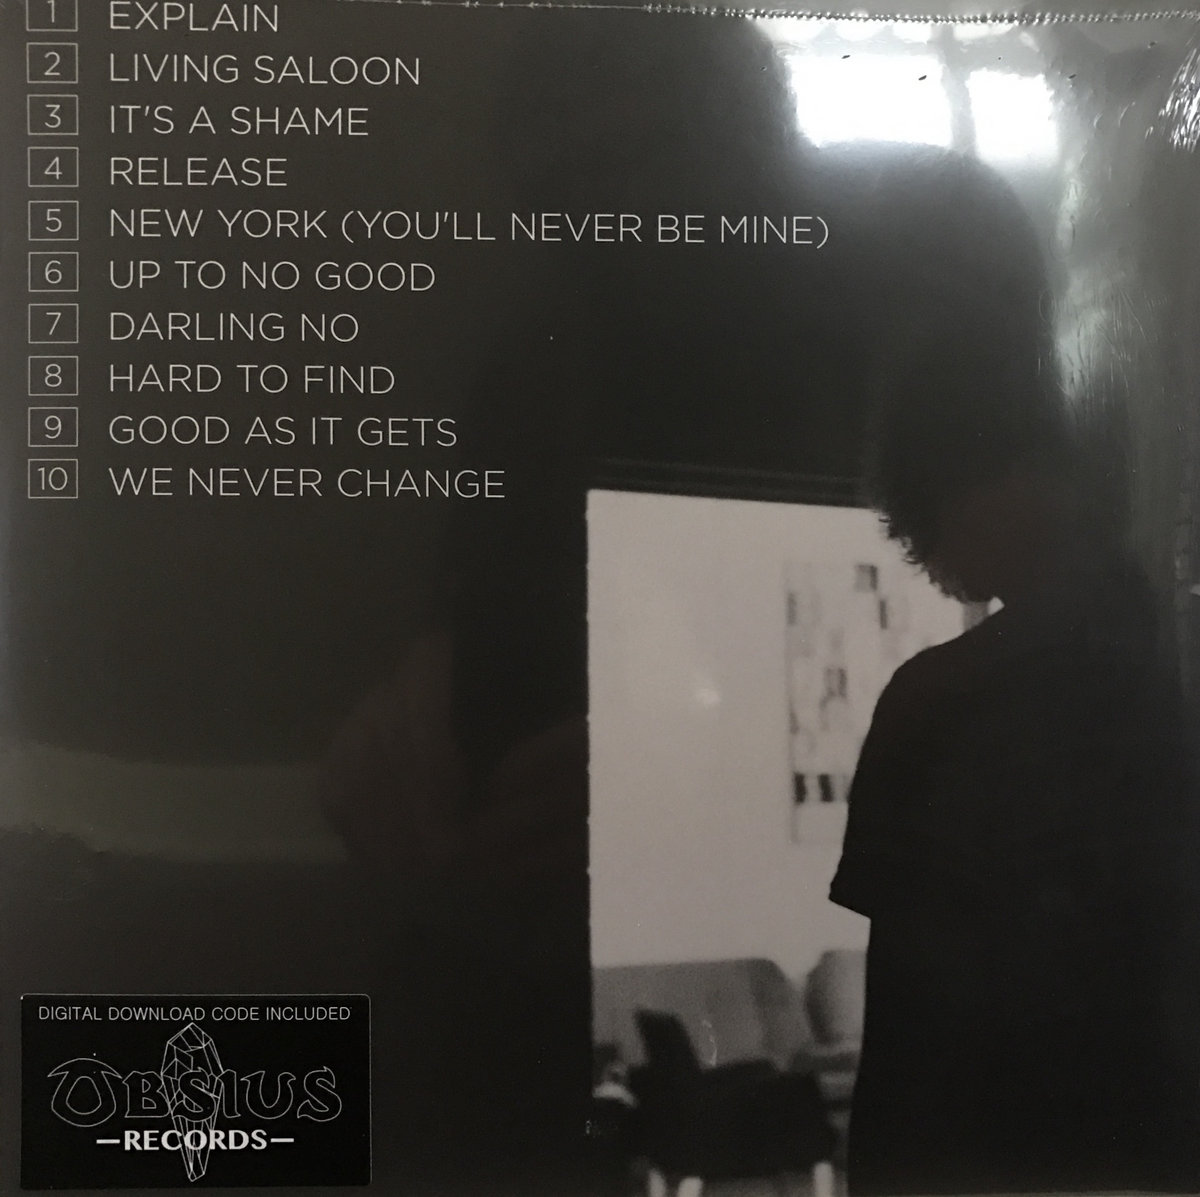 1 EXPLAIN
2 LIVING SALOON
3 IT'S A SHAME
4 RELEASE
5 NEW YORK (YOU'LL NEVER BE MINE)
6 UP TO NO GOOD
7 DARLING NO
8 HARD TO FIND
9 GOOD AS IT GETS
10 WE NEVER CHANGE
DIGITAL DOWNLOAD CODE INCLUDED
OBSIUS
—RECORDS—